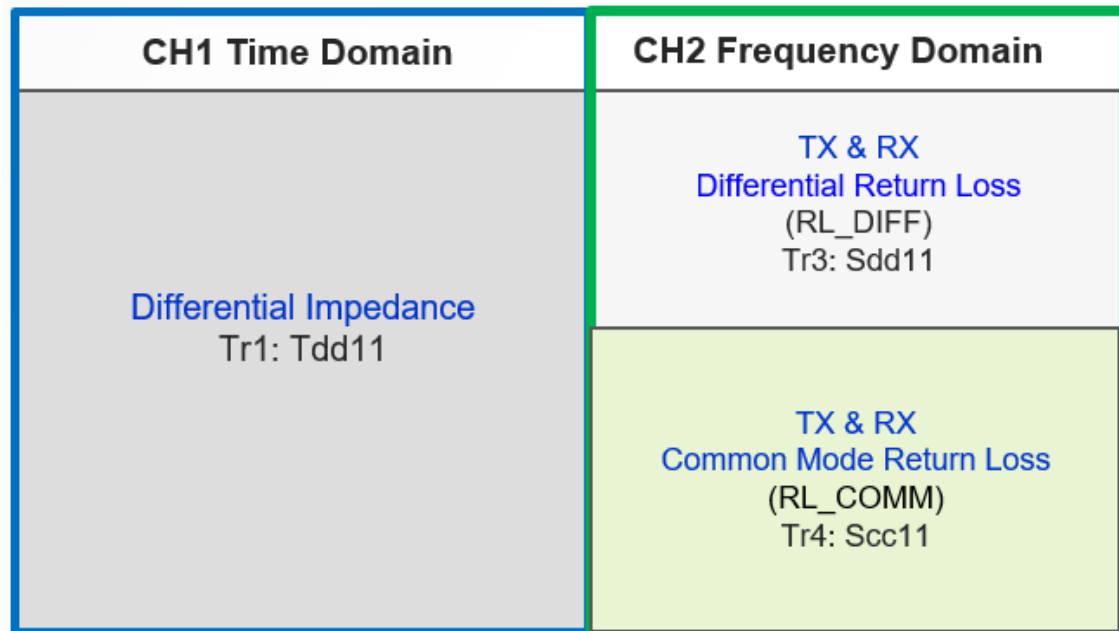 CH1 Time Domain
Differential Impedance
Tr1: Tdd11
CH2 Frequency Domain
TX & RX
Differential Return Loss
(RL_DIFF)
Tr3: Sdd11
TX & RX
Common Mode Return Loss
(RL_COMM)
Tr4: Scc11